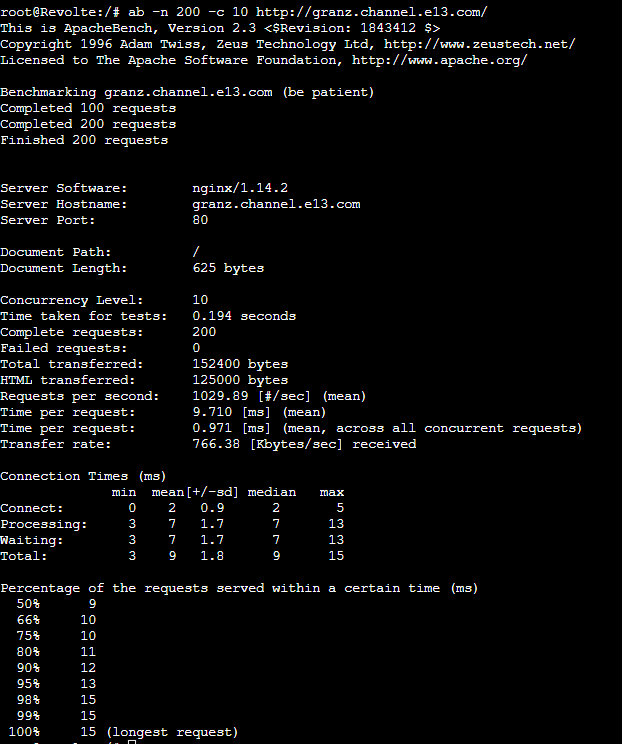 root@Revolte:/# ab -n 200 -c 10 http://granz.channel.e13.com/
This is ApacheBench, Version 2.3 <$Revision: 1843412 $>
Copyright 1996 Adam Twiss, Zeus Technology Ltd, http://www.zeustech.net/
Licensed to The Apache Software Foundation, http://www.apache.org/

Benchmarking granz.channel.e13.com (be patient)
Completed 100 requests
Completed 200 requests
Finished 200 requests


Server Software:        nginx/1.14.2
Server Hostname:        granz.channel.e13.com
Server Port:            80

Document Path:          /
Document Length:        625 bytes

Concurrency Level:      10
Time taken for tests:   0.194 seconds
Complete requests:      200
Failed requests:        0
Total transferred:      152400 bytes
HTML transferred:       125000 bytes
Requests per second:    1029.89 [#/sec] (mean)
Time per request:       9.710 [ms] (mean)
Time per request:       0.971 [ms] (mean, across all concurrent requests)
Transfer rate:          766.38 [Kbytes/sec] received

Connection Times (ms)
              min  mean[+/-sd] median   max
Connect:        0    2   0.9      2       5
Processing:     3    7   1.7      7      13
Waiting:        3    7   1.7      7      13
Total:          3    9   1.8      9      15

Percentage of the requests served within a certain time (ms)
  50%      9
  66%     10
  75%     10
  80%     11
  90%     12
  95%     13
  98%     15
  99%     15
 100%     15 (longest request)